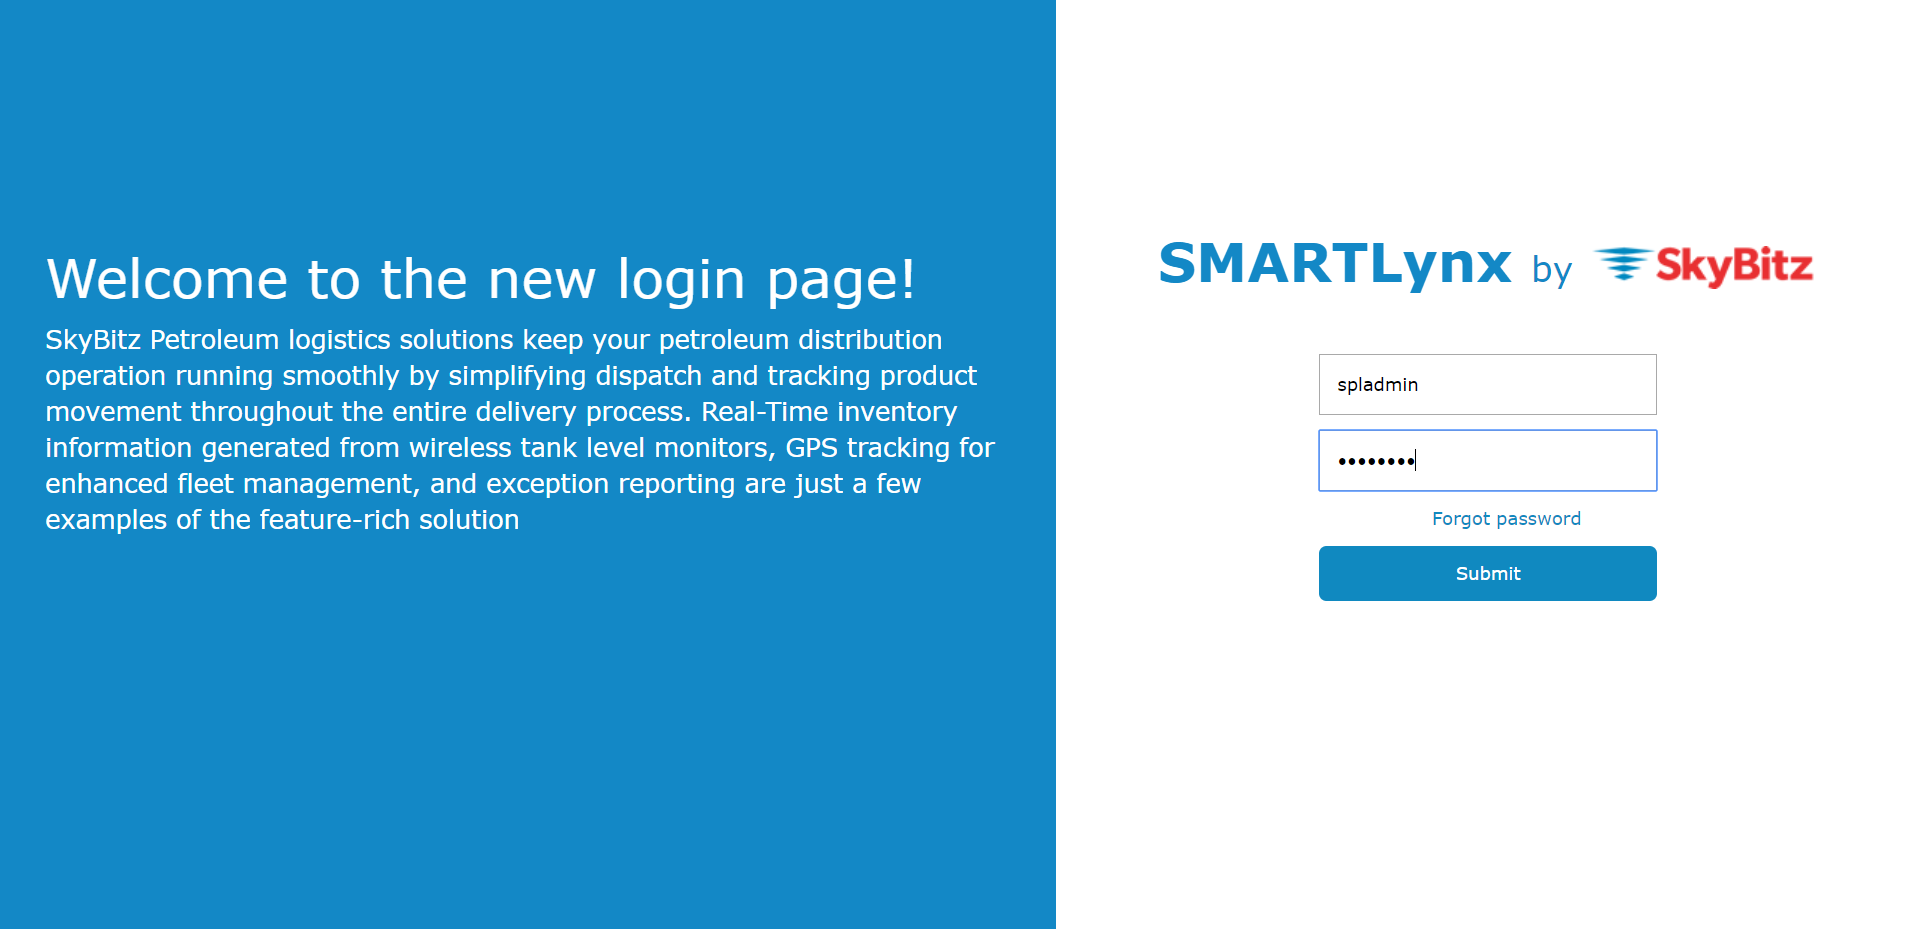 Welcome to the new login page!
SkyBitz Petroleum logistics solutions keep your petroleum distribution
operation running smoothly by simplifying dispatch and tracking product
movement throughout the entire delivery process. Real-Time inventory
information generated from wireless tank level monitors, GPS tracking for
enhanced fleet management, and exception reporting are just a few
examples of the feature-rich solution
SMARTLynx by SkyBitz
spladmin
••••••••
Forgot password
Submit